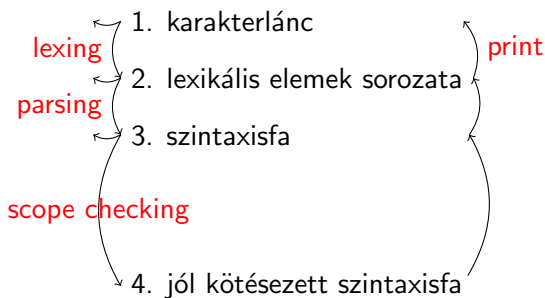 1. karakterlánc
lexing
print
2. lexikális elemek sorozata
parsing
3. szintaxisfa
scope checking
4. jól kötésezett szintaxisfa